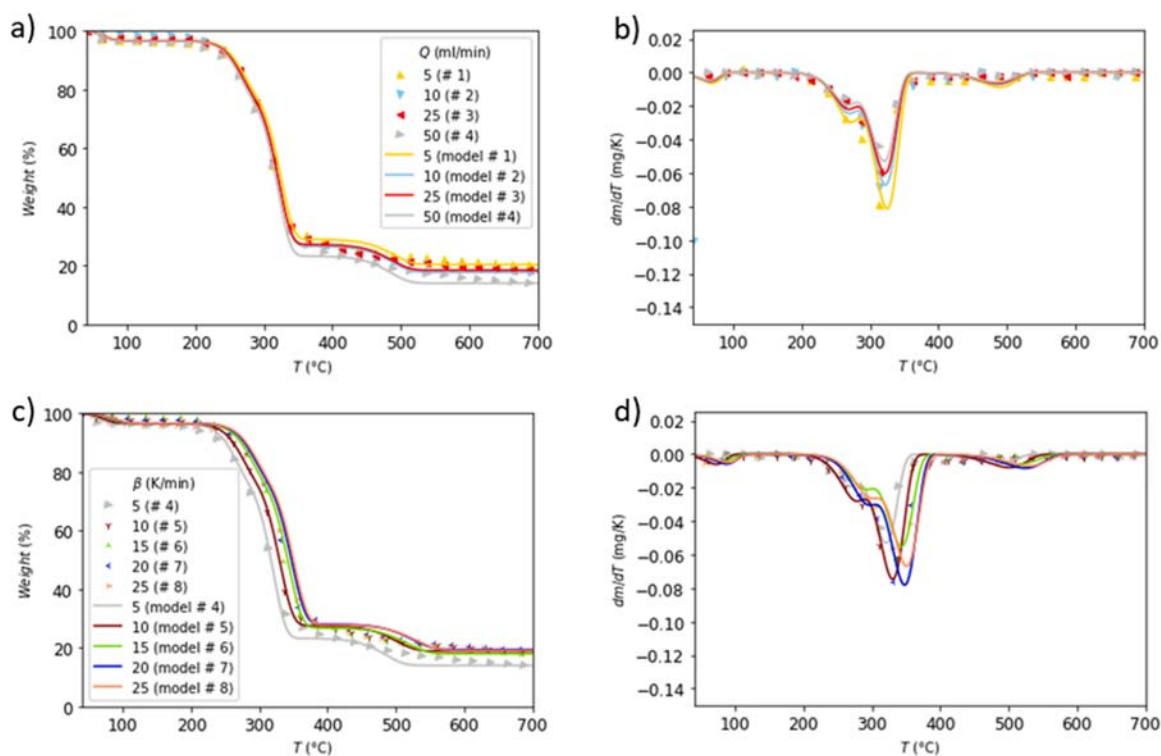 a)
100
80
60
40
20
0
Weight (%)
100 200 300 400 500 600 700
T (°C)
Q (ml/min)
5 (# 1)
10 (# 2)
25 (# 3)
50 (# 4)
5 (model # 1)
10 (model # 2)
25 (model # 3)
50 (model #4)
b)
0.02
0.00
−0.02
−0.04
−0.06
−0.08
−0.10
−0.12
−0.14
dm/dT (mg/K)
100 200 300 400 500 600 700
T (°C)
c)
100
80
60
40
20
0
Weight (%)
100 200 300 400 500 600 700
T (°C)
β (K/min)
5 (# 4)
10 (# 5)
15 (# 6)
20 (# 7)
25 (# 8)
5 (model # 4)
10 (model # 5)
15 (model # 6)
20 (model # 7)
25 (model # 8)
d)
0.02
0.00
−0.02
−0.04
−0.06
−0.08
−0.10
−0.12
−0.14
dm/dT (mg/K)
100 200 300 400 500 600 700
T (°C)